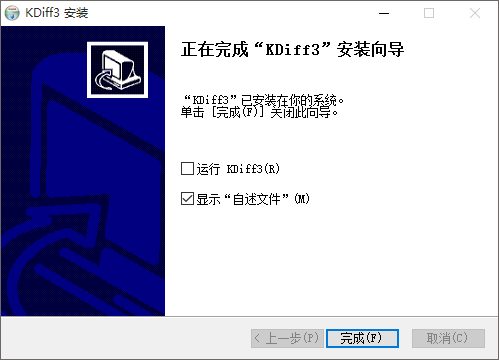 KDiff3 安装
正在完成“KDiff3”安装向导
“KDiff3”已安装在你的系统。
单击 [完成(F)] 关闭此向导。
运行 KDiff3(R)
显示“自述文件”(M)
< 上一步(P)
完成(F)
取消(C)